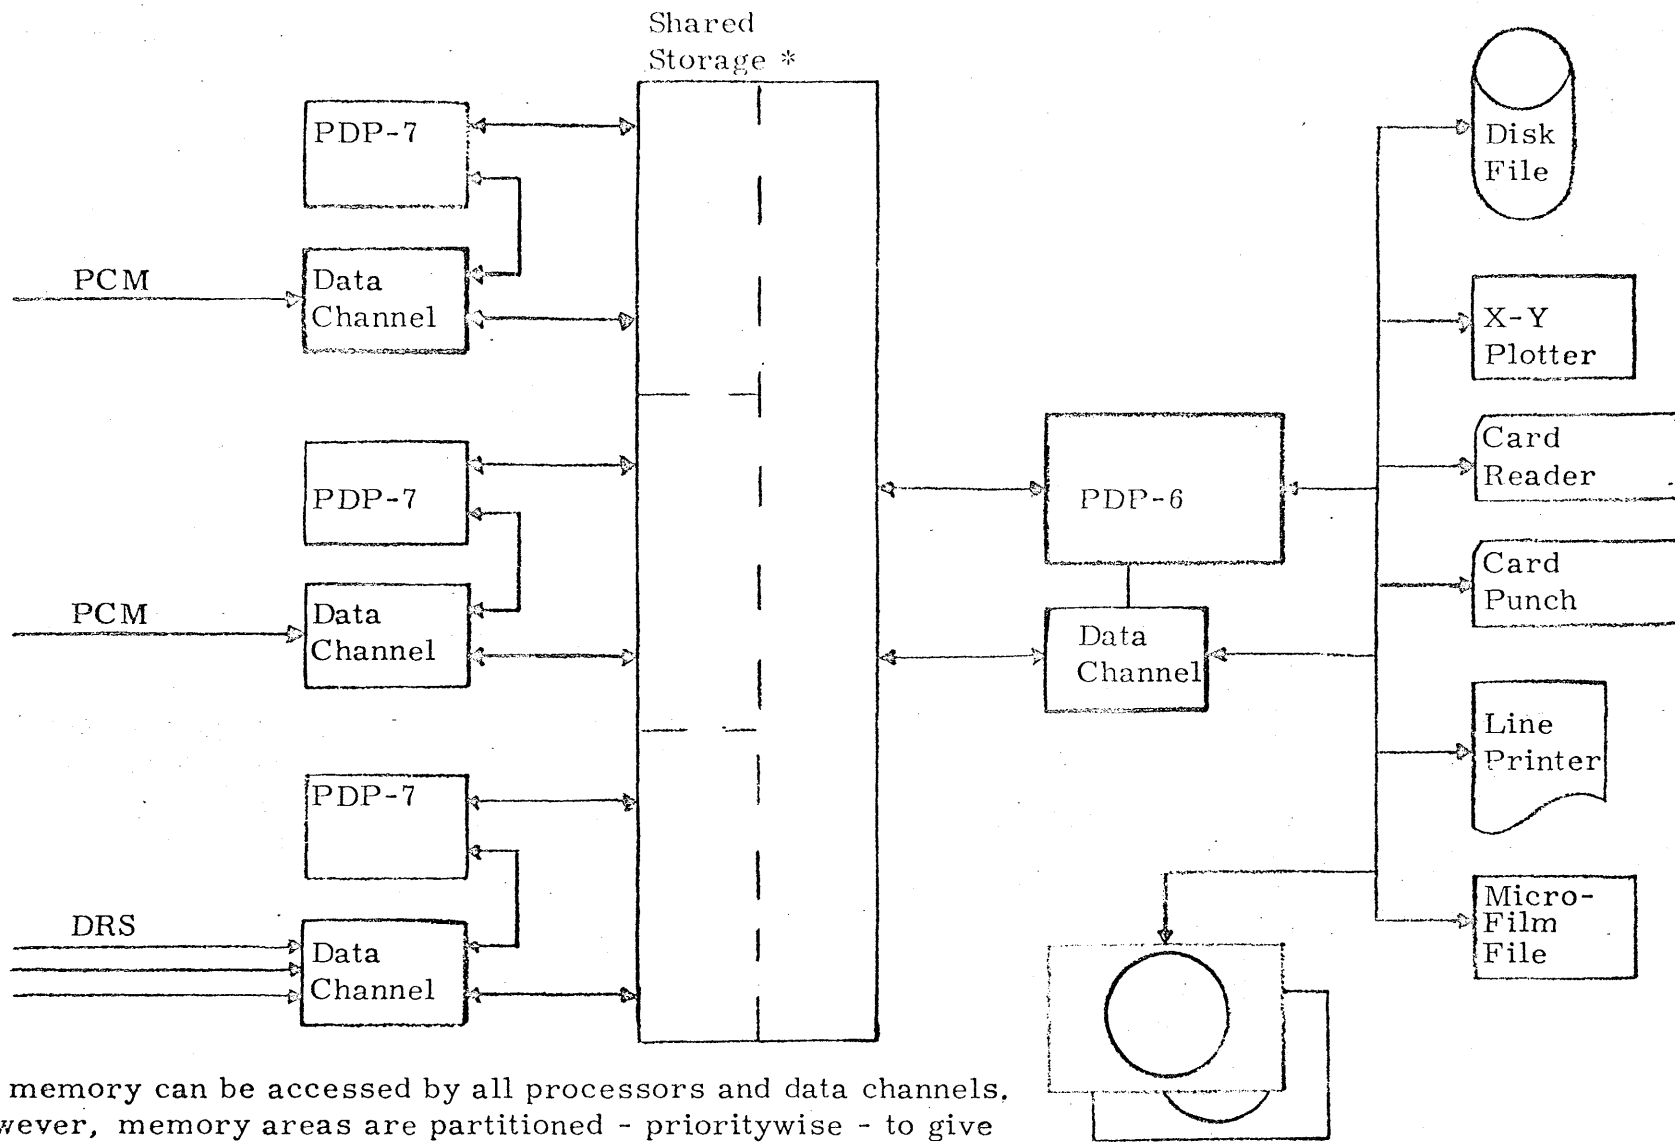 Shared
Storage *
PDP-7
Data
Channel
PCM
PDP-7
Data
Channel
PCM
PDP-7
Data
Channel
DRS
PDP-6
Data
Channel
Disk
File
X-Y
Plotter
Card
Reader
Card
Punch
Line
Printer
Micro-
Film
File
memory can be accessed by all processors and data channels.
wever, memory areas are partitioned - prioritywise - to give